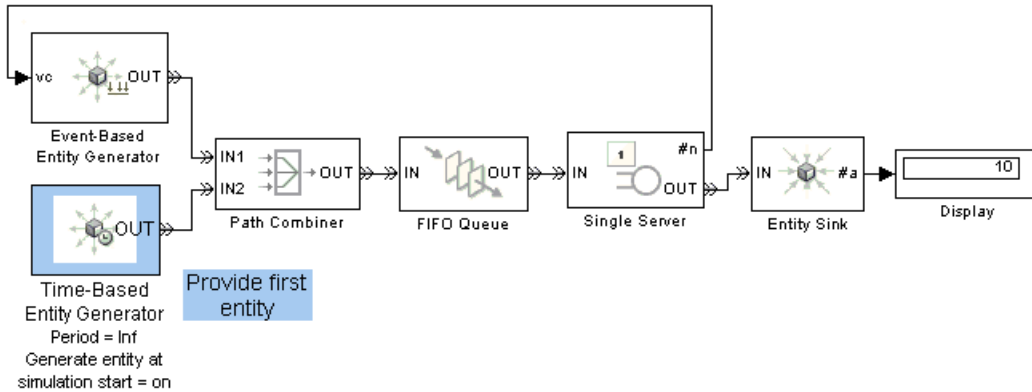 vc
OUT
Event-Based
Entity Generator
OUT
Time-Based
Entity Generator
Period = Inf
Generate entity at
simulation start = on
Provide first
entity
IN1
IN2
OUT
Path Combiner
IN
OUT
FIFO Queue
1
IN
#n
OUT
Single Server
IN
#a
Entity Sink
10
Display